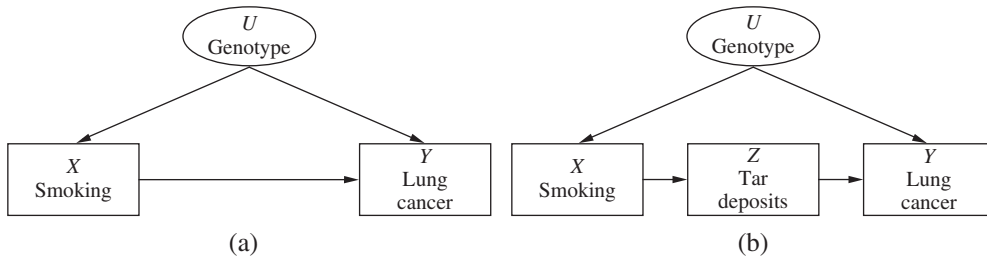 U
Genotype
X
Smoking
Y
Lung
cancer
(a)
U
Genotype
X
Smoking
Z
Tar
deposits
Y
Lung
cancer
(b)